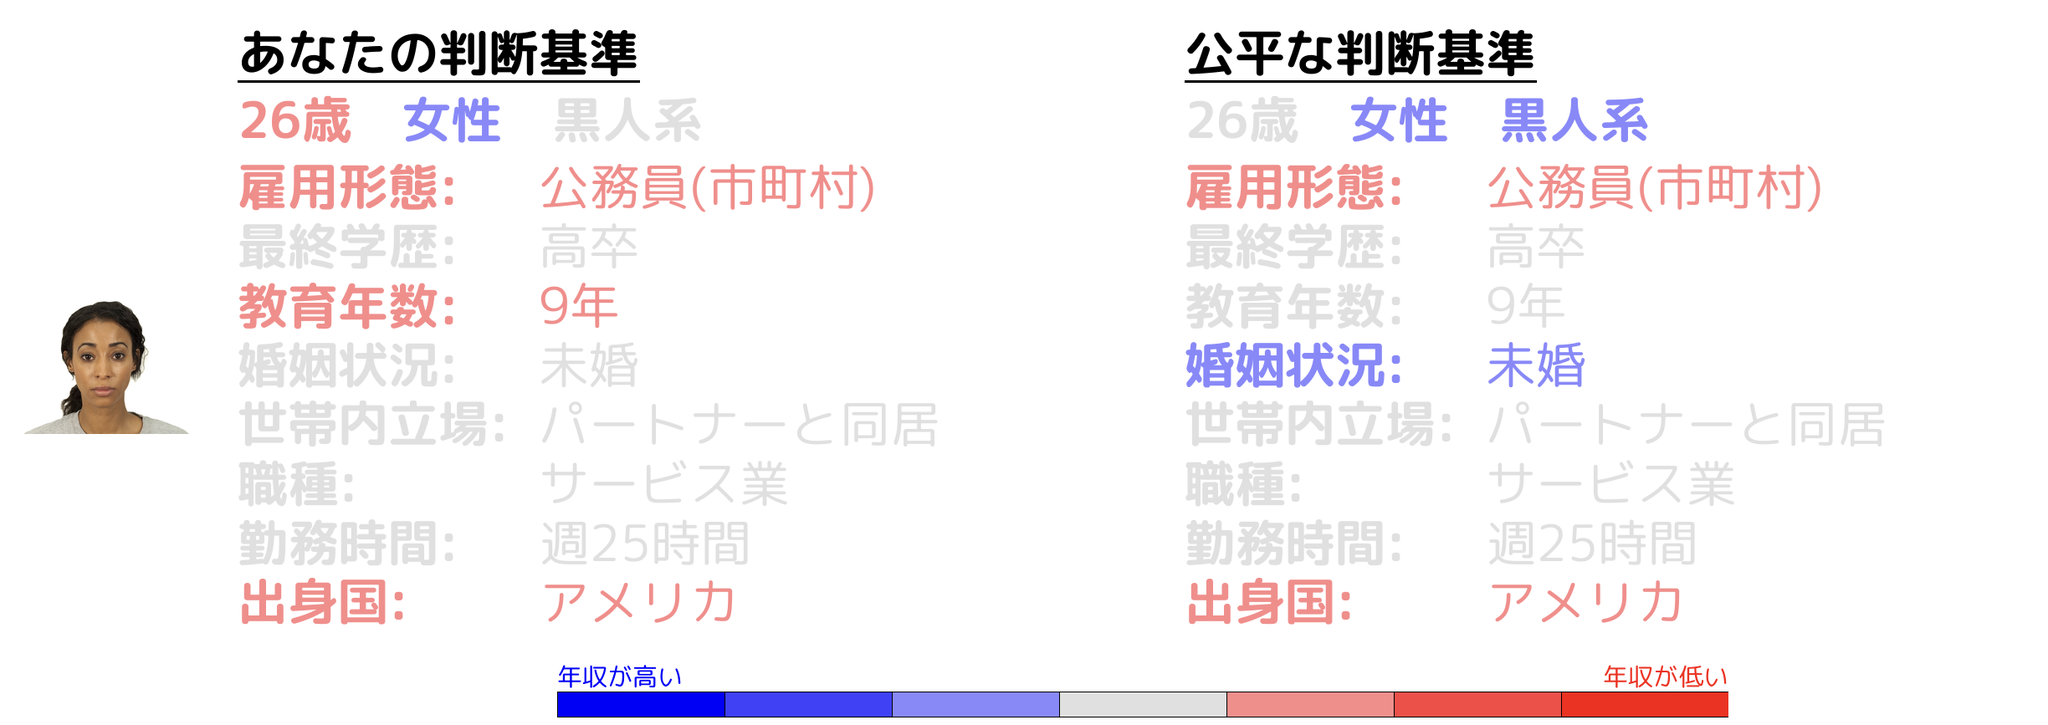 あなたの判断基準
26歳 女性 黒人系
雇用形態: 公務員(市町村)
最終学歴: 高卒
教育年数: 9年
婚姻状況: 未婚
世帯内立場: パートナーと同居
職種: サービス業
勤務時間: 週25時間
出身国: アメリカ
公平な判断基準
26歳 女性 黒人系
雇用形態: 公務員(市町村)
最終学歴: 高卒
教育年数: 9年
婚姻状況: 未婚
世帯内立場: パートナーと同居
職種: サービス業
勤務時間: 週25時間
出身国: アメリカ
年収が高い 年収が低い